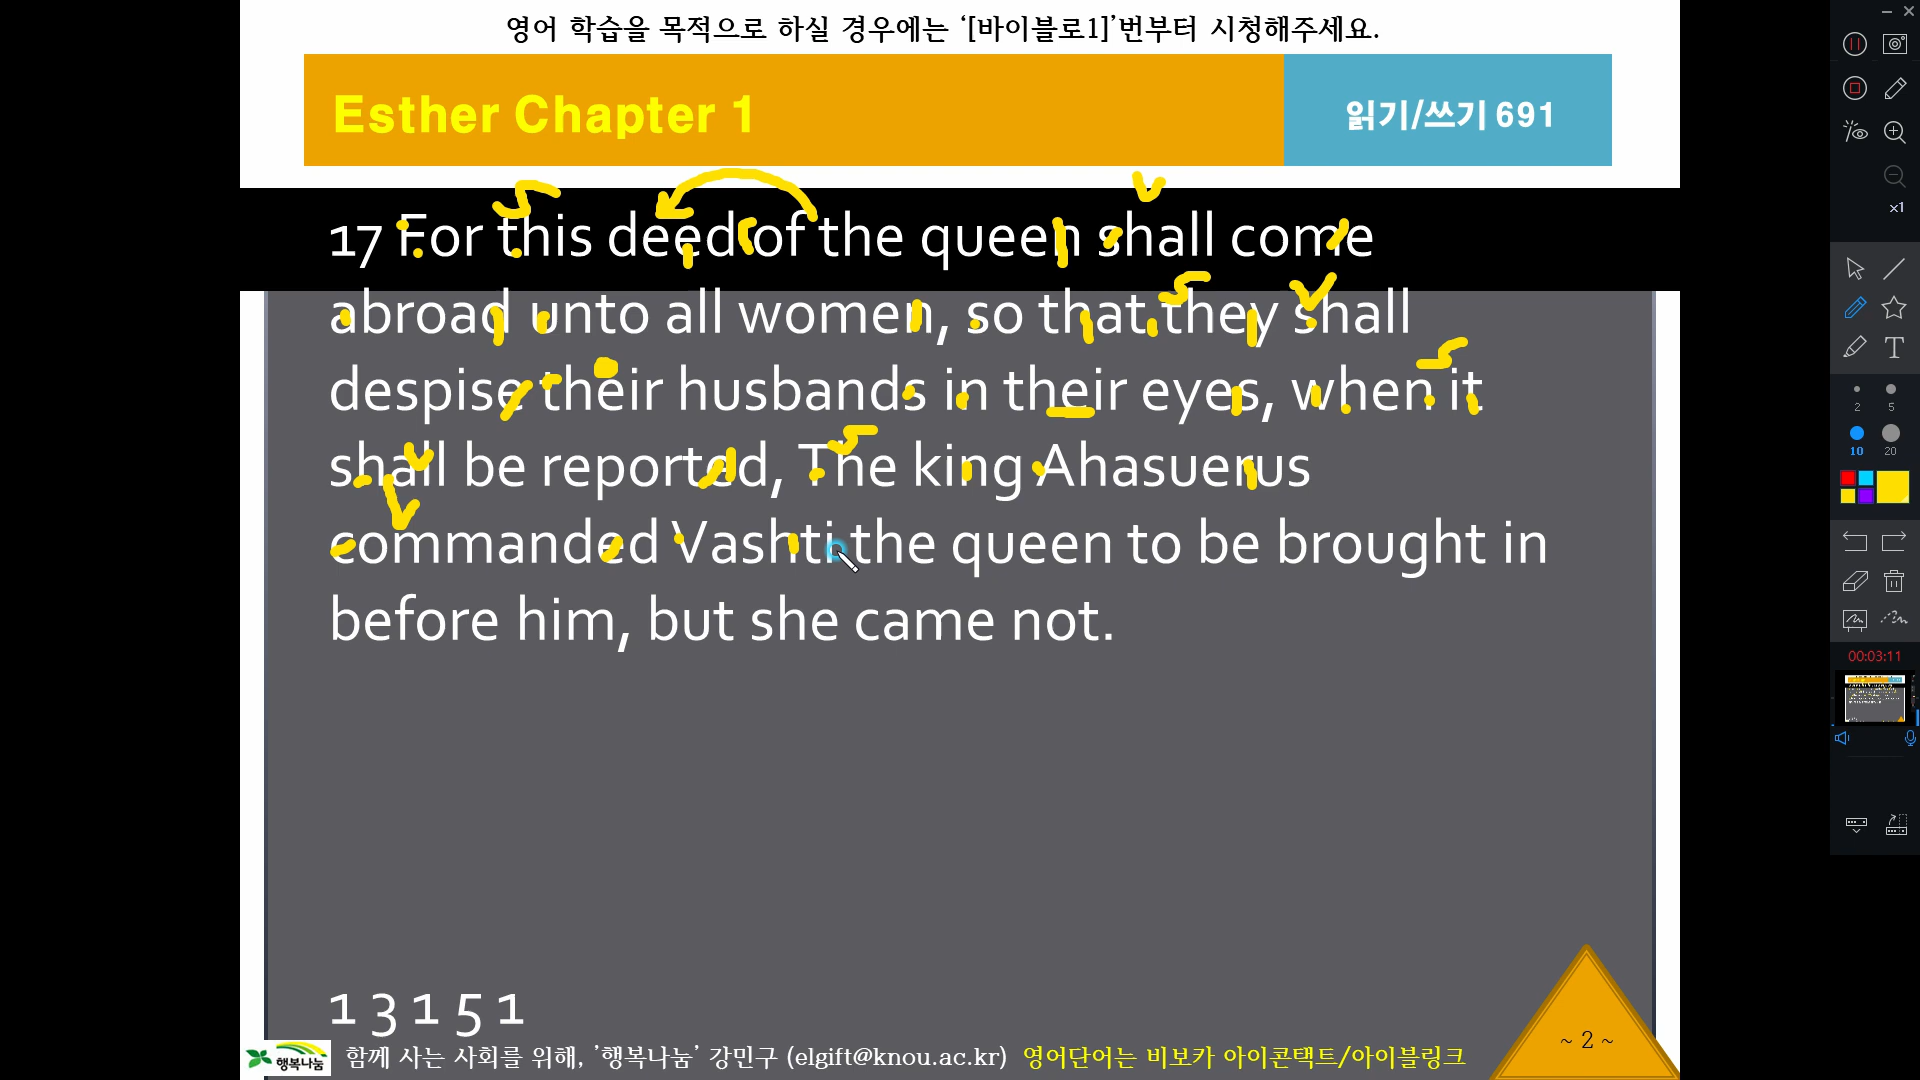 영어 학습을 목적으로 하실 경우에는 ‘[바이블로1]’번부터 시청해주세요.
Esther Chapter 1
읽기/쓰기 691
17 For this deed of the queen shall come
abroad unto all women, so that they shall
despise their husbands in their eyes, when it
shall be reported, The king Ahasuerus
commanded Vashti the queen to be brought in
before him, but she came not.
1 3 1 5 1
행복나눔 함께 사는 사회를 위해, ’행복나눔’ 강민구 (elgift@knou.ac.kr) 영어단어는 비보카 아이콘택트/아이블링크
~ 2 ~
x1
T
2 5
10 20
00:03:11